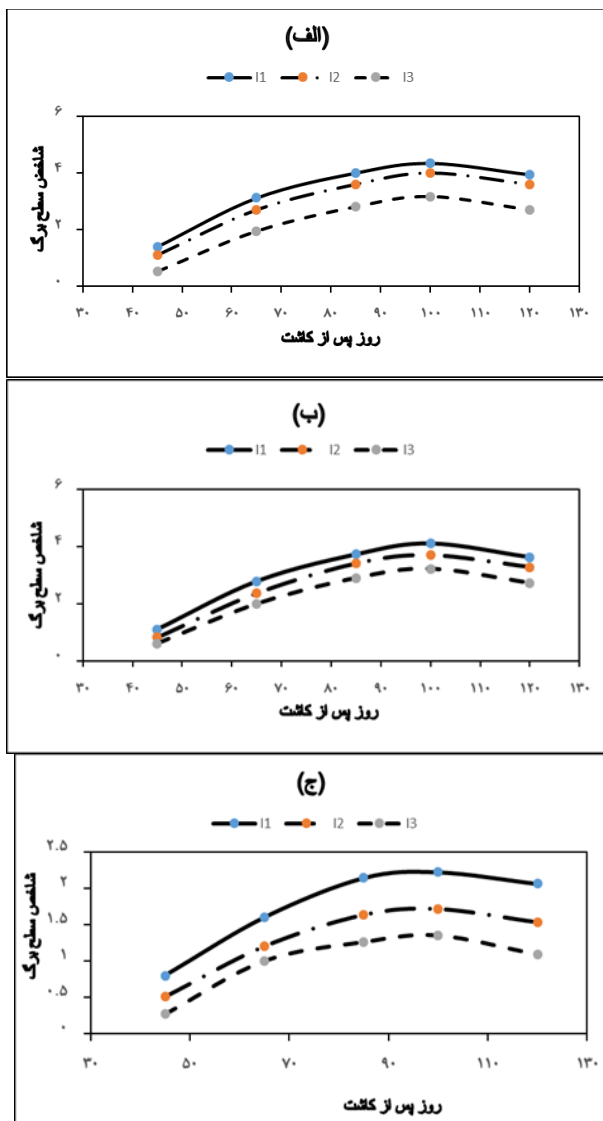 (الف)
I1 I2 I3
۶
۴
۲
۰
شاخص سطح برگ
۳۰ ۴۰ ۵۰ ۶۰ ۷۰ ۸۰ ۹۰ ۱۰۰ ۱۱۰ ۱۲۰ ۱۳۰
روز پس از کاشت
(ب)
I1 I2 I3
۶
۴
۲
۰
شاخص سطح برگ
۳۰ ۴۰ ۵۰ ۶۰ ۷۰ ۸۰ ۹۰ ۱۰۰ ۱۱۰ ۱۲۰ ۱۳۰
روز پس از کاشت
(ج)
I1 I2 I3
۲.۵
۲
۱.۵
۱
۰.۵
۰
شاخص سطح برگ
۳۰ ۵۰ ۷۰ ۹۰ ۱۱۰ ۱۳۰
روز پس از کاشت